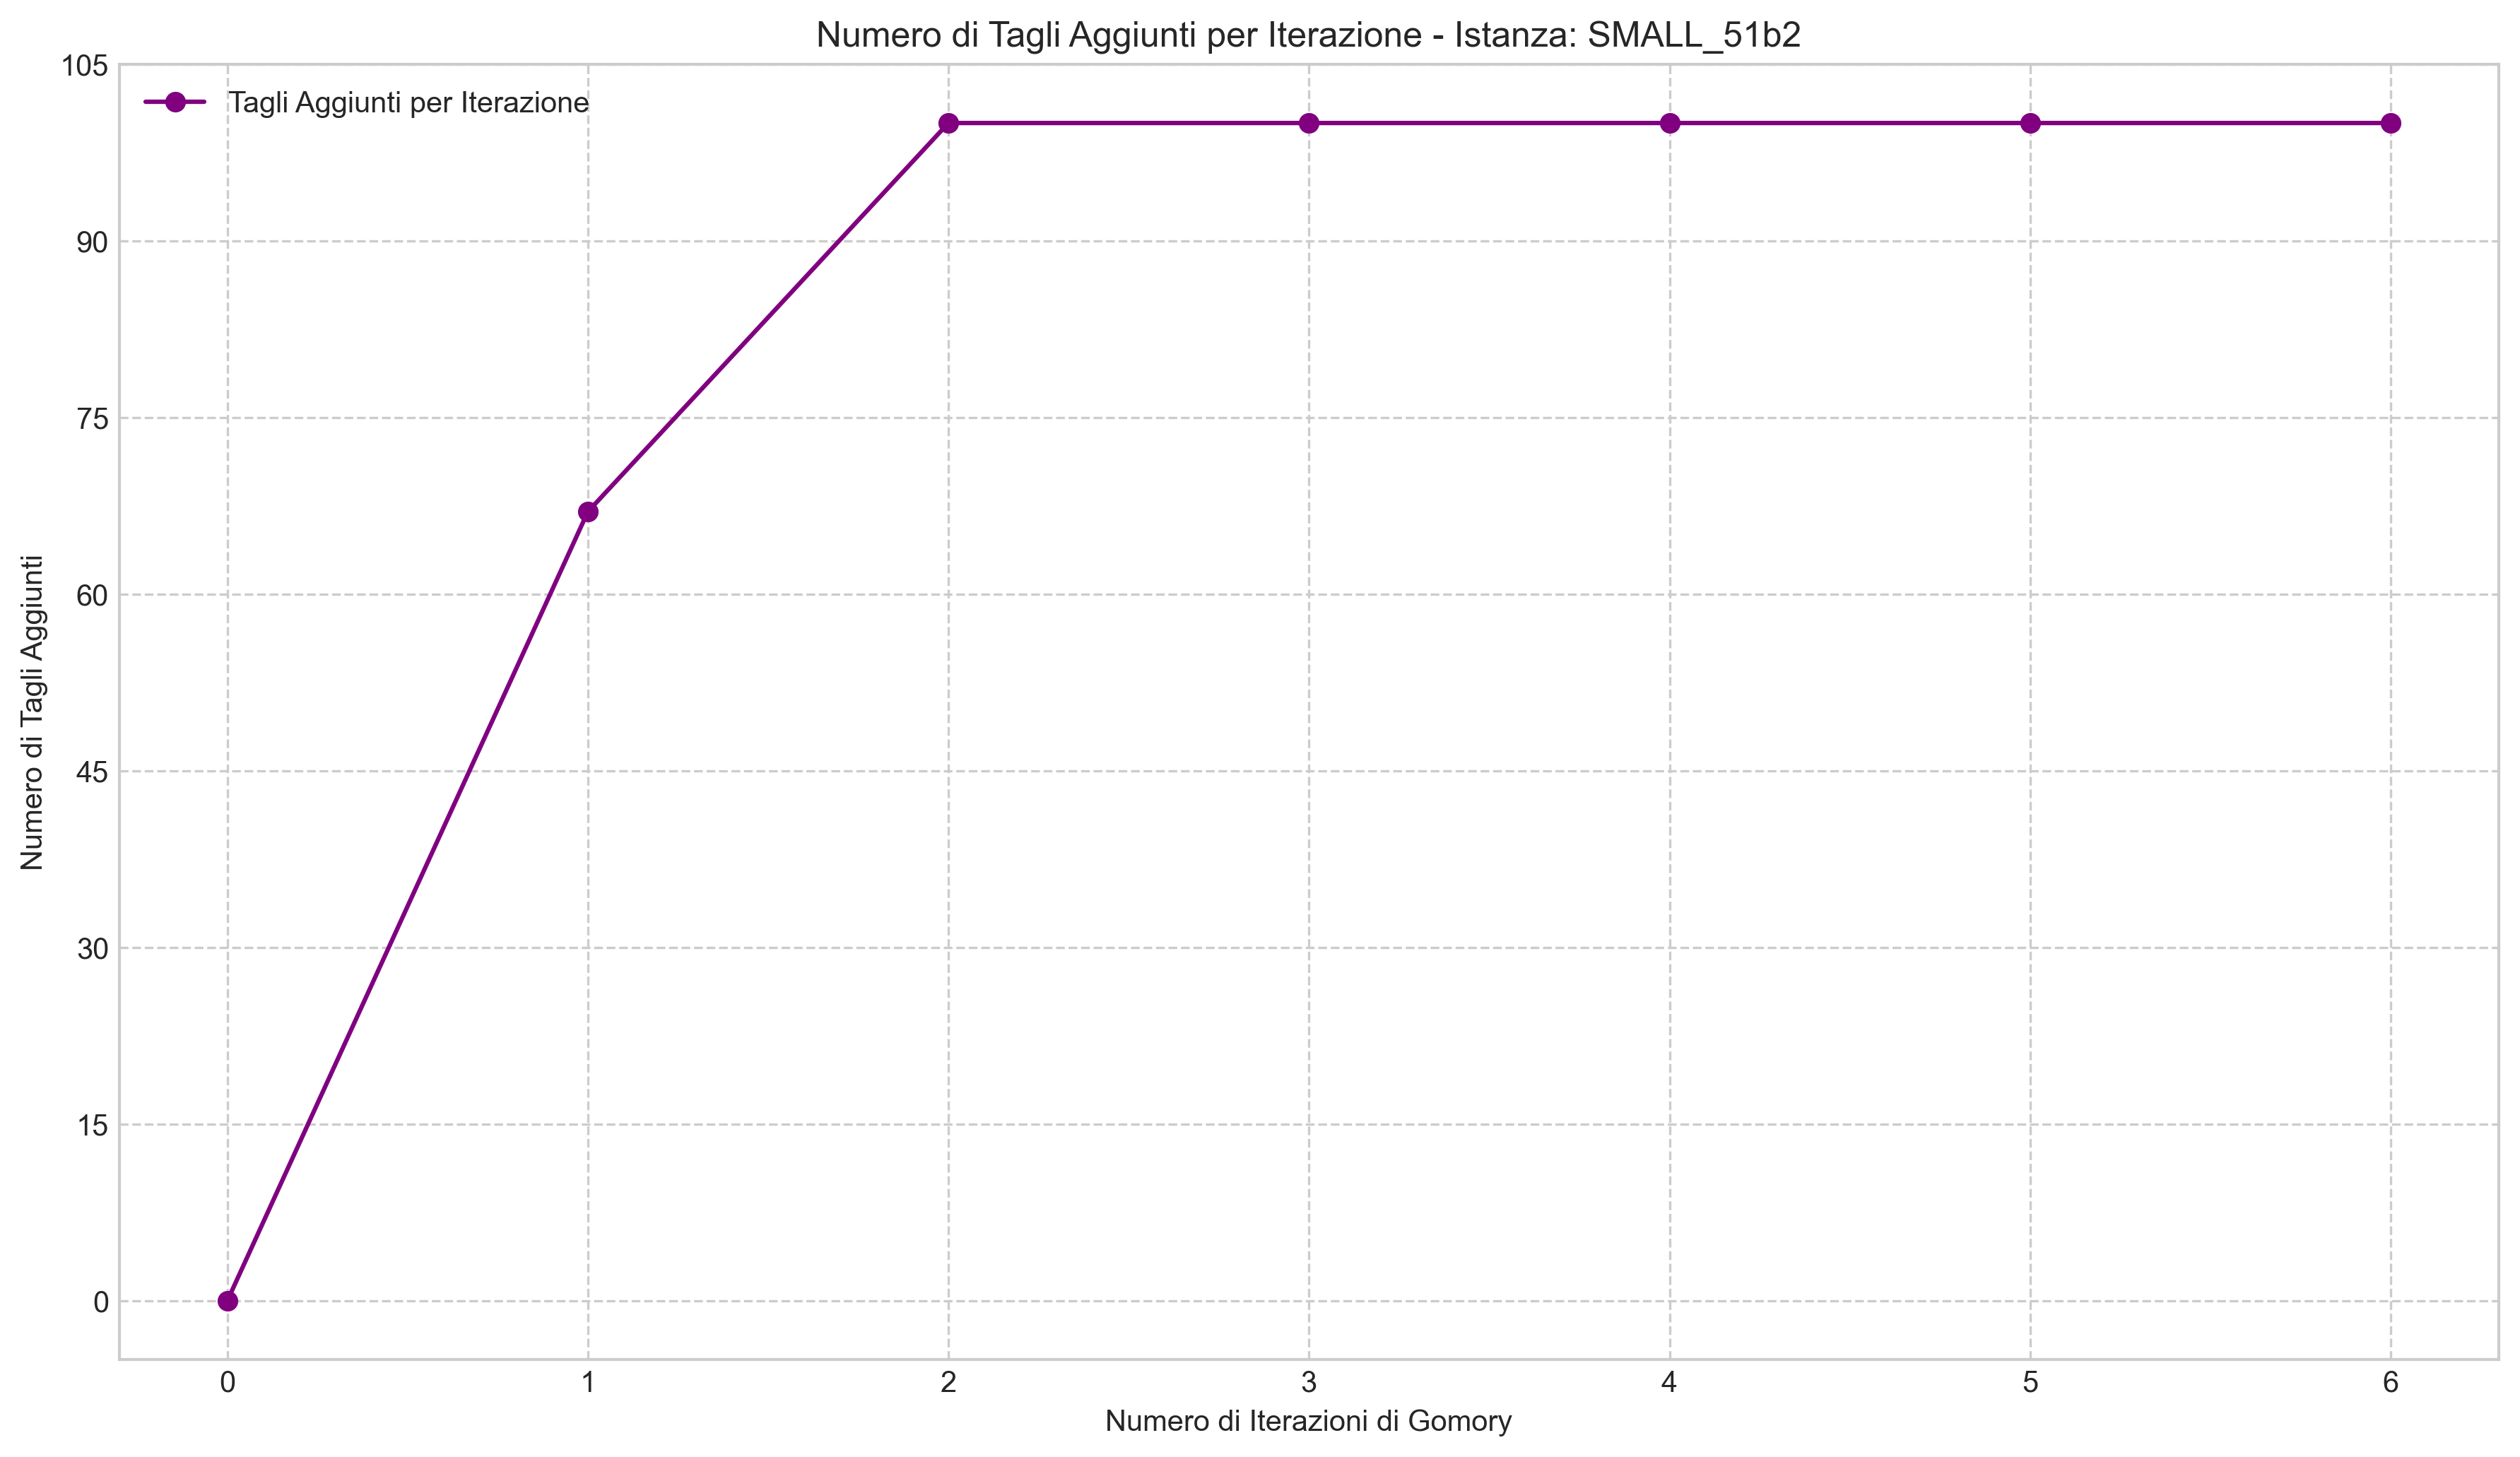 Numero di Tagli Aggiunti per Iterazione - Istanza: SMALL_51b2
Tagli Aggiunti per Iterazione
Numero di Tagli Aggiunti
105
90
75
60
45
30
15
0
0 1 2 3 4 5 6
Numero di Iterazioni di Gomory